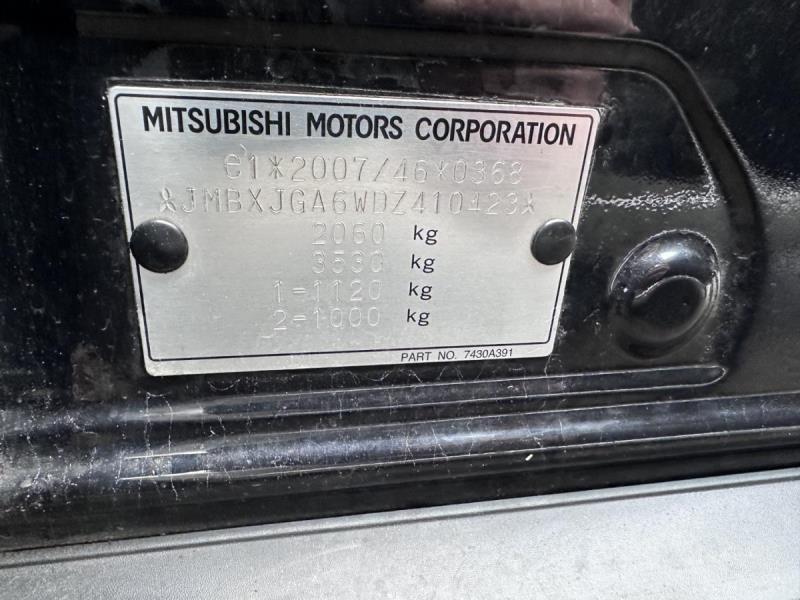 MITSUBISHI MOTORS CORPORATION
e1*2007/46*0368
*JMBXJGA6WDZ410423*
2060 kg
3530 kg
1=1120 kg
2=1000 kg
PART NO. 7430A391